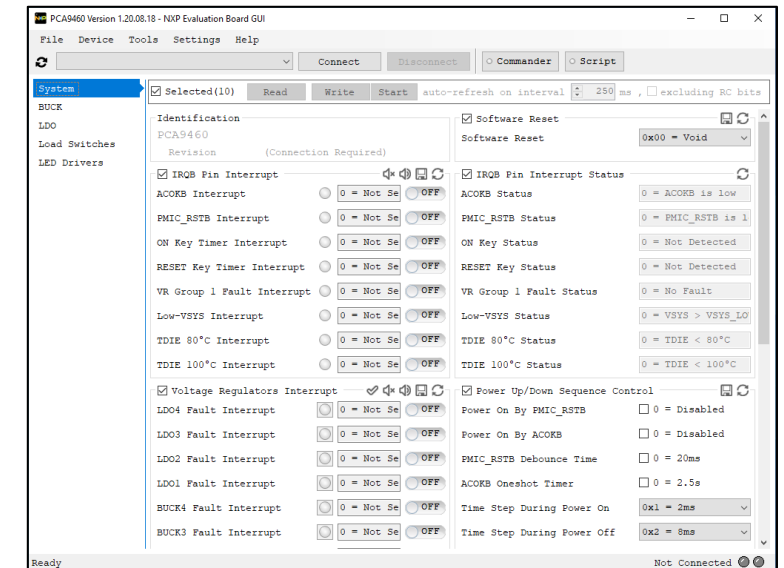 PCA9460 Version 1.20.08.18 - NXP Evaluation Board GUI
File Device Tools Settings Help
Connect Disconnect Commander Script
System
BUCK
LDO
Load Switches
LED Drivers
Selected(10) Read Write Start auto-refresh on interval 250 ms , excluding RC bits
Identification
PCA9460
Revision (Connection Required)
Software Reset
Software Reset 0x00 = Void
IRQB Pin Interrupt
ACOKB Interrupt 0 = Not Se OFF
PMIC_RSTB Interrupt 0 = Not Se OFF
ON Key Timer Interrupt 0 = Not Se OFF
RESET Key Timer Interrupt 0 = Not Se OFF
VR Group 1 Fault Interrupt 0 = Not Se OFF
Low-VSYS Interrupt 0 = Not Se OFF
TDIE 80°C Interrupt 0 = Not Se OFF
TDIE 100°C Interrupt 0 = Not Se OFF
IRQB Pin Interrupt Status
ACOKB Status 0 = ACOKB is low
PMIC_RSTB Status 0 = PMIC_RSTB is l
ON Key Status 0 = Not Detected
RESET Key Status 0 = Not Detected
VR Group 1 Fault Status 0 = No Fault
Low-VSYS Status 0 = VSYS > VSYS_LO
TDIE 80°C Status 0 = TDIE < 80°C
TDIE 100°C Status 0 = TDIE < 100°C
Voltage Regulators Interrupt
LDO4 Fault Interrupt 0 = Not Se OFF
LDO3 Fault Interrupt 0 = Not Se OFF
LDO2 Fault Interrupt 0 = Not Se OFF
LDO1 Fault Interrupt 0 = Not Se OFF
BUCK4 Fault Interrupt 0 = Not Se OFF
BUCK3 Fault Interrupt 0 = Not Se OFF
Power Up/Down Sequence Control
Power On By PMIC_RSTB 0 = Disabled
Power On By ACOKB 0 = Disabled
PMIC_RSTB Debounce Time 0 = 20ms
ACOKB Oneshot Timer 0 = 2.5s
Time Step During Power On 0x1 = 2ms
Time Step During Power Off 0x2 = 8ms
Ready Not Connected